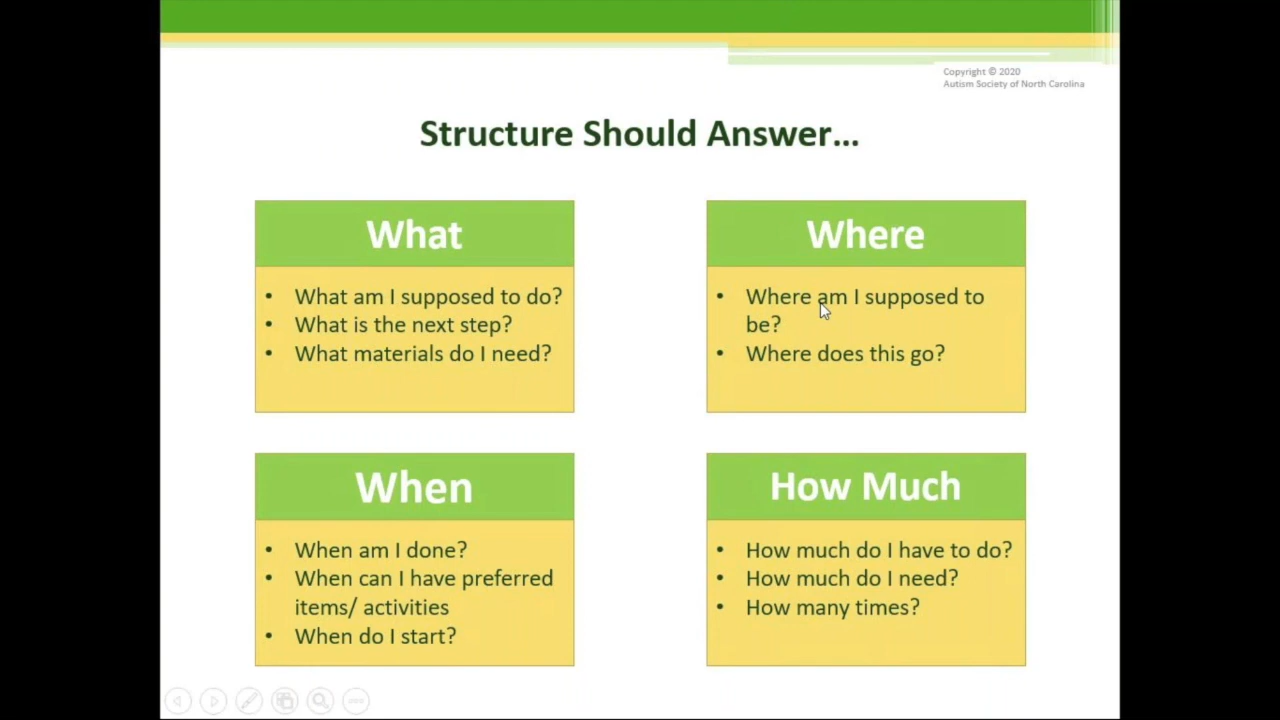 Copyright © 2020
Autism Society of North Carolina
Structure Should Answer...
What
• What am I supposed to do?
• What is the next step?
• What materials do I need?
Where
• Where am I supposed to
be?
• Where does this go?
When
• When am I done?
• When can I have preferred
items/ activities
• When do I start?
How Much
• How much do I have to do?
• How much do I need?
• How many times?